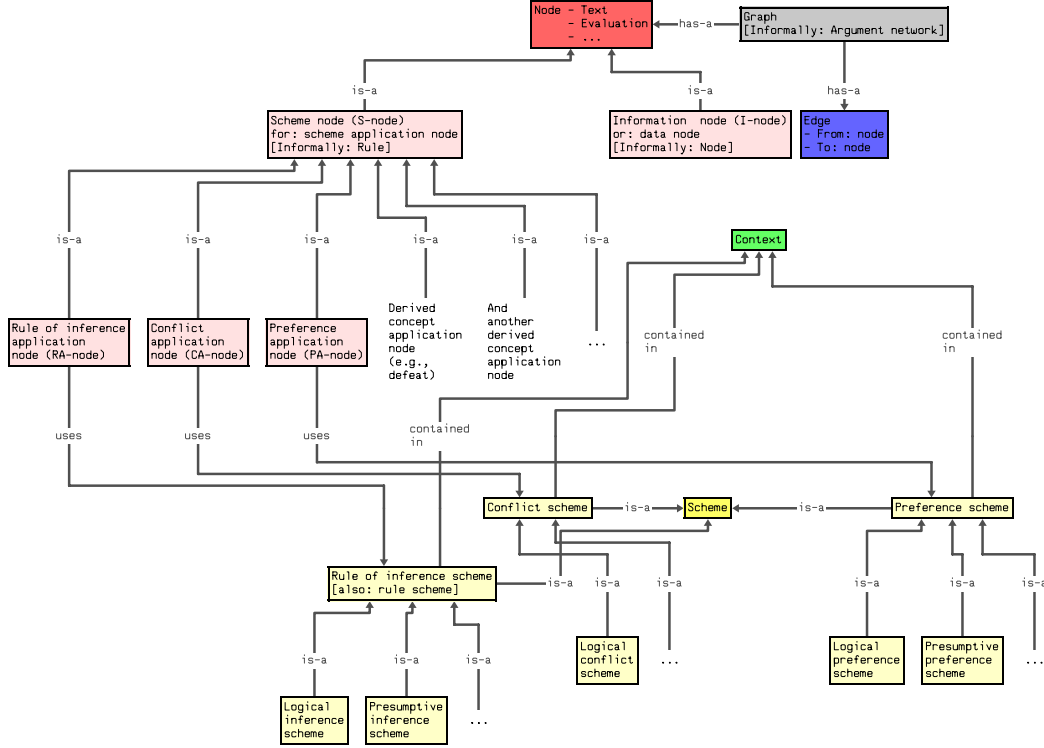 Node - Text
- Evaluation
- ...
has-a
Graph
[Informally: Argument network]
is-a
is-a
has-a
Scheme node (S-node)
for: scheme application node
[Informally: Rule]
Information node (I-node)
or: data node
[Informally: Node]
Edge
- From: node
- To: node
is-a
is-a
is-a
is-a
is-a
is-a
Context
Rule of inference
application
node (RA-node)
Conflict
application
node (CA-node)
Preference
application
node (PA-node)
Derived
concept
application
node
(e.g.,
defeat)
And
another
derived
concept
application
node
...
contained
in
contained
in
uses
uses
uses
contained
in
Conflict scheme
is-a
Scheme
is-a
Preference scheme
Rule of inference scheme
[also: rule scheme]
is-a
is-a
is-a
is-a
is-a
is-a
Logical
conflict
scheme
...
Logical
preference
scheme
Presumptive
preference
scheme
...
is-a
is-a
is-a
Logical
inference
scheme
Presumptive
inference
scheme
...